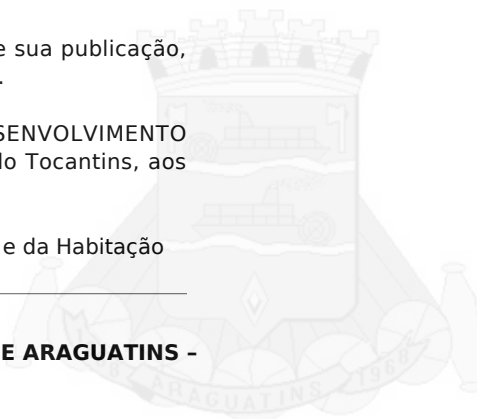 e sua publicação,
.
SENVOLVIMENTO
do Tocantins, aos
e da Habitação
E ARAGUATINS –
ARAGUATINS 1968